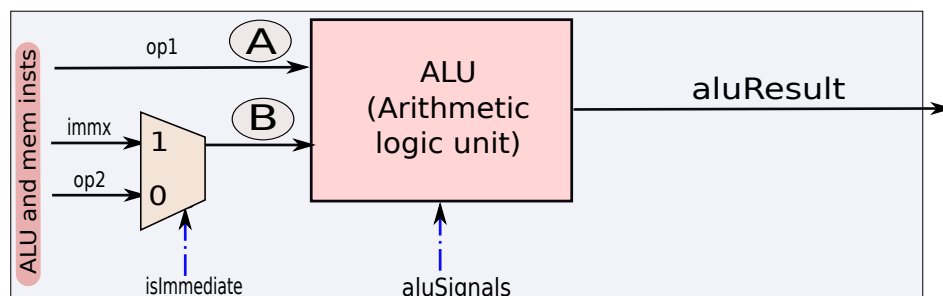 ALU and mem insts
op1
A
immx
1
op2
0
B
isImmediate
ALU
(Arithmetic
logic unit)
aluSignals
aluResult